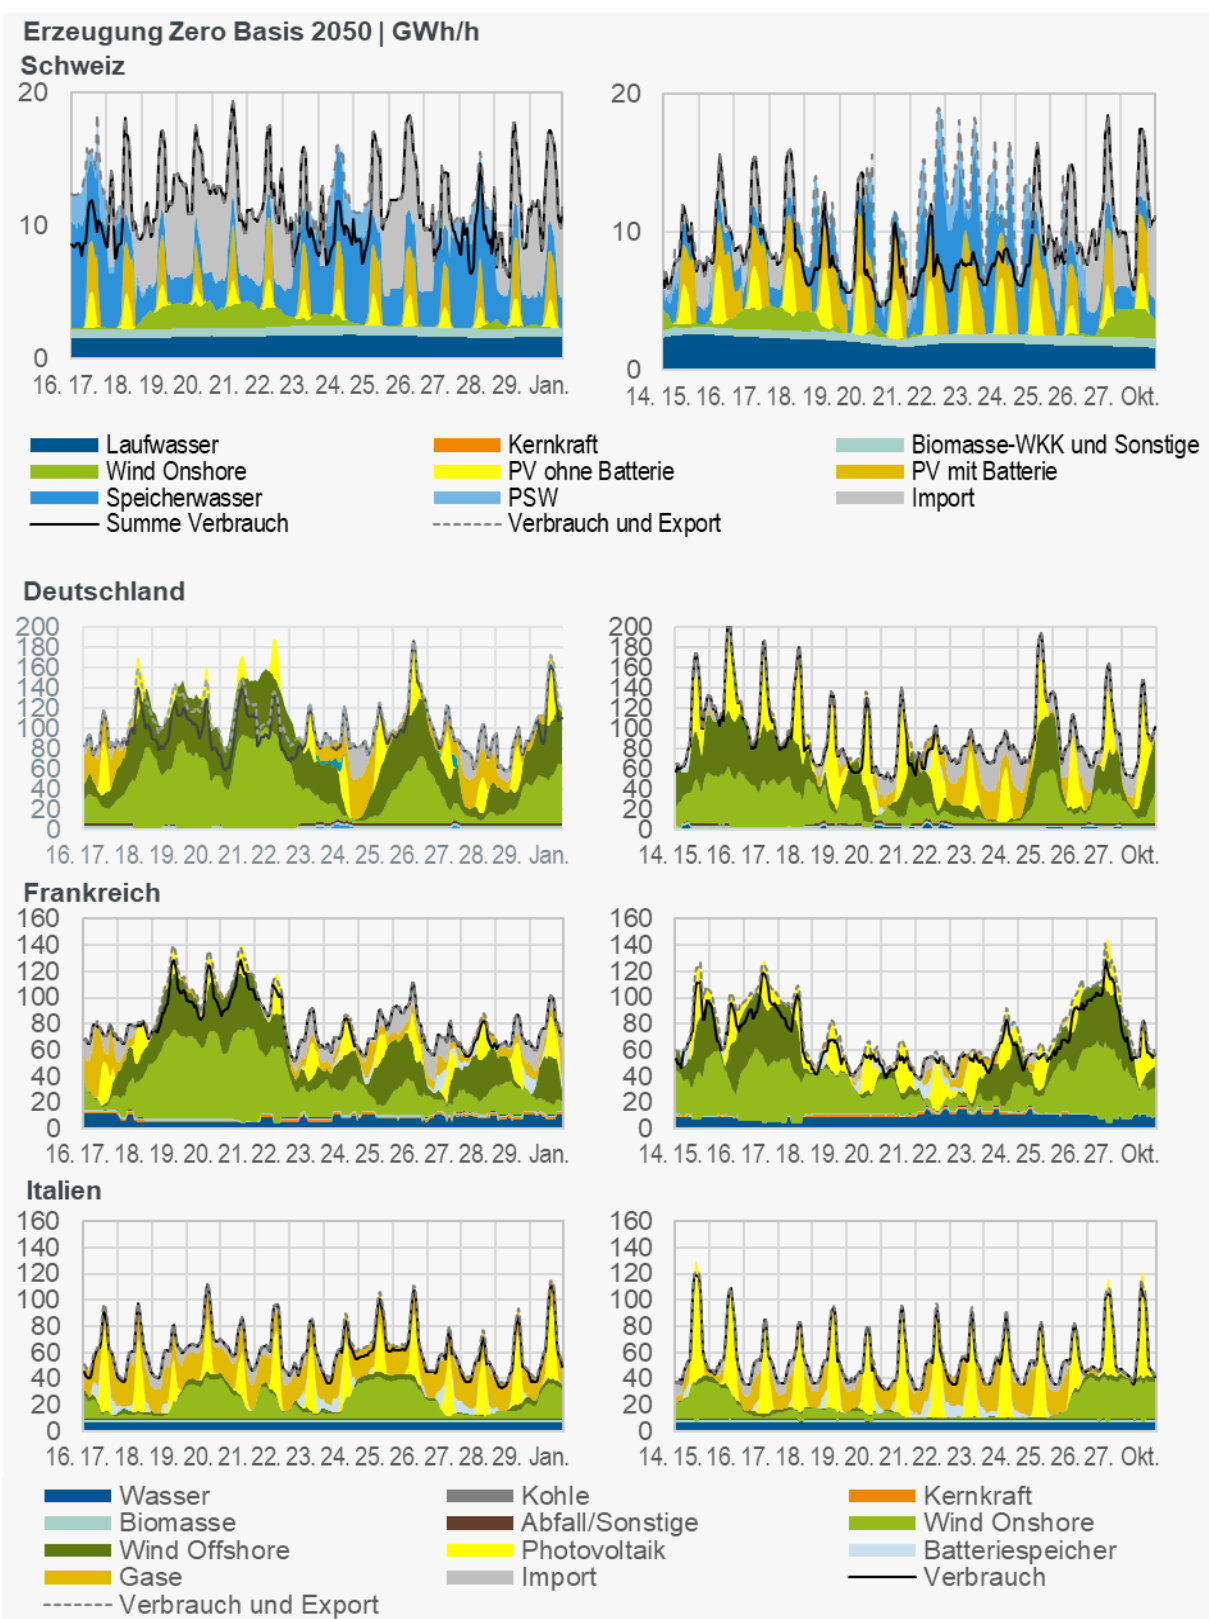 Erzeugung Zero Basis 2050 | GWh/h
Schweiz
20
10
0
16. 17. 18. 19. 20. 21. 22. 23. 24. 25. 26. 27. 28. 29. Jan.
20
10
0
14. 15. 16. 17. 18. 19. 20. 21. 22. 23. 24. 25. 26. 27. Okt.
Laufwasser Kernkraft Biomasse-WKK und Sonstige
Wind Onshore PV ohne Batterie PV mit Batterie
Speicherwasser PSW Import
Summe Verbrauch Verbrauch und Export
Deutschland
200
180
160
140
120
100
80
60
40
20
0
16. 17. 18. 19. 20. 21. 22. 23. 24. 25. 26. 27. 28. 29. Jan.
200
180
160
140
120
100
80
60
40
20
0
14. 15. 16. 17. 18. 19. 20. 21. 22. 23. 24. 25. 26. 27. Okt.
Frankreich
160
140
120
100
80
60
40
20
0
16. 17. 18. 19. 20. 21. 22. 23. 24. 25. 26. 27. 28. 29. Jan.
160
140
120
100
80
60
40
20
0
14. 15. 16. 17. 18. 19. 20. 21. 22. 23. 24. 25. 26. 27. Okt.
Italien
160
140
120
100
80
60
40
20
0
16. 17. 18. 19. 20. 21. 22. 23. 24. 25. 26. 27. 28. 29. Jan.
160
140
120
100
80
60
40
20
0
14. 15. 16. 17. 18. 19. 20. 21. 22. 23. 24. 25. 26. 27. Okt.
Wasser Kohle Kernkraft
Biomasse Abfall/Sonstige Wind Onshore
Wind Offshore Photovoltaik Batteriespeicher
Gase Import Verbrauch
Verbrauch und Export